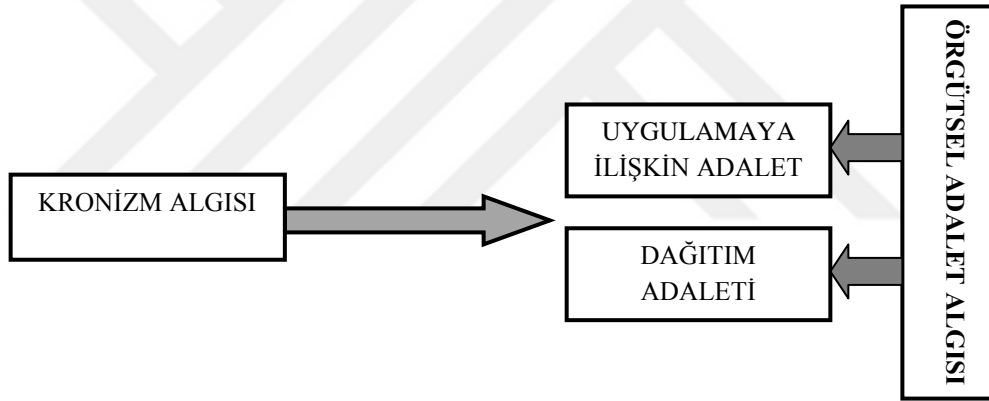 KRONİZM ALGISI
UYGULAMAYA
İLİŞKİN ADALET
DAĞITIM
ADALETİ
ÖRGÜTSEL ADALET ALGISI